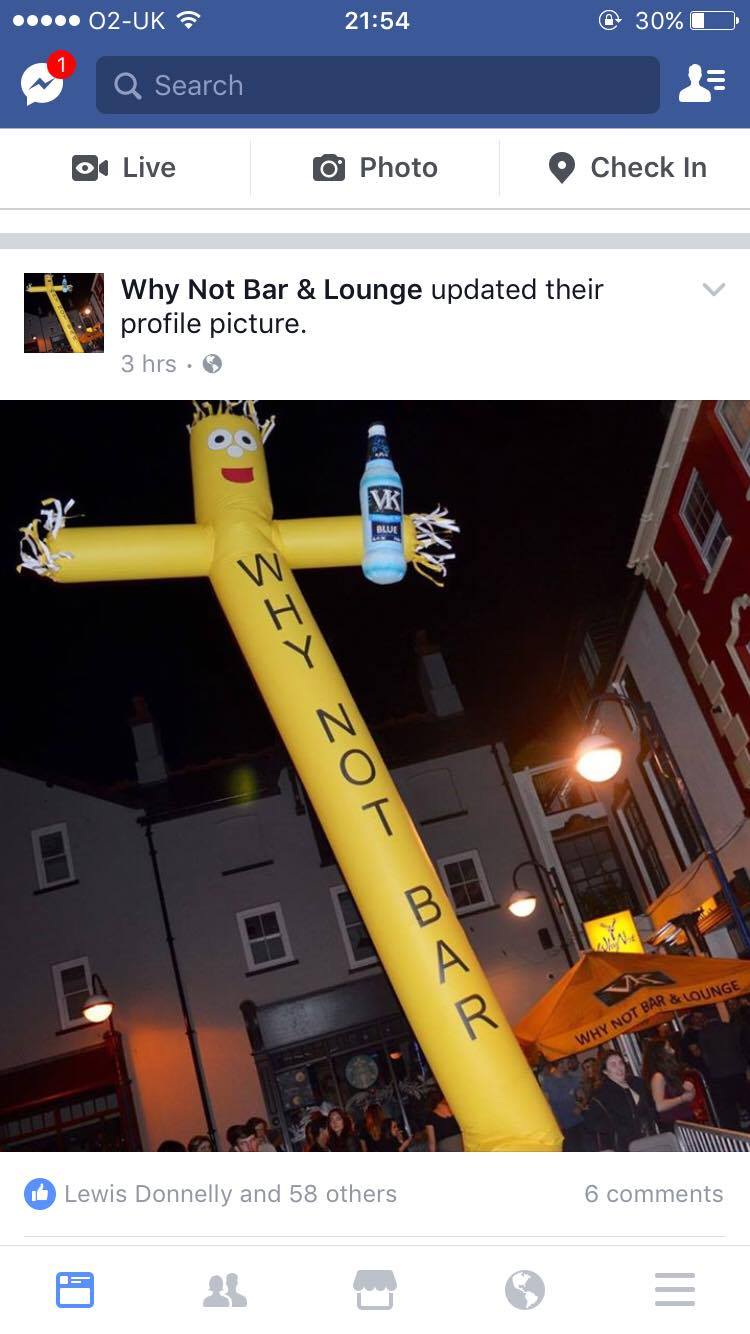 O2-UK 21:54 30%
1
Search
Live Photo Check In
Why Not Bar & Lounge updated their
profile picture.
3 hrs ·
VK
BLUE
WHY NOT BAR
Why Not
VK
WHY NOT BAR & LOUNGE
Lewis Donnelly and 58 others 6 comments